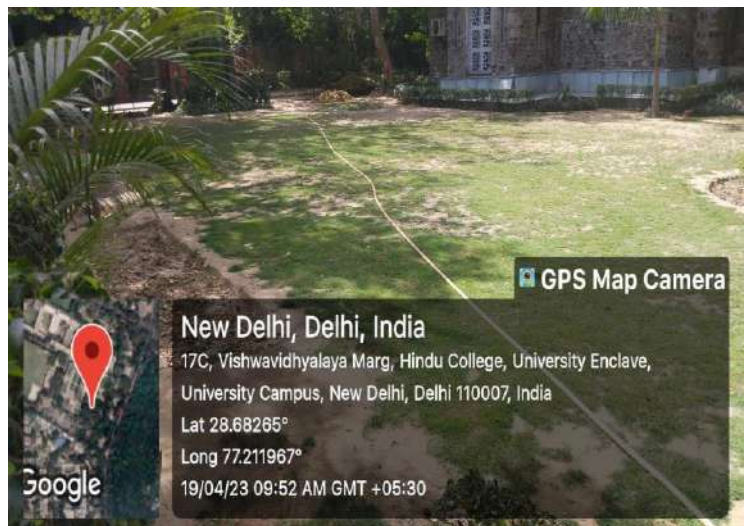 GPS Map Camera
New Delhi, Delhi, India
17C, Vishwavidhyalaya Marg, Hindu College, University Enclave,
University Campus, New Delhi, Delhi 110007, India
Lat 28.68265°
Long 77.211967°
19/04/23 09:52 AM GMT +05:30
Google